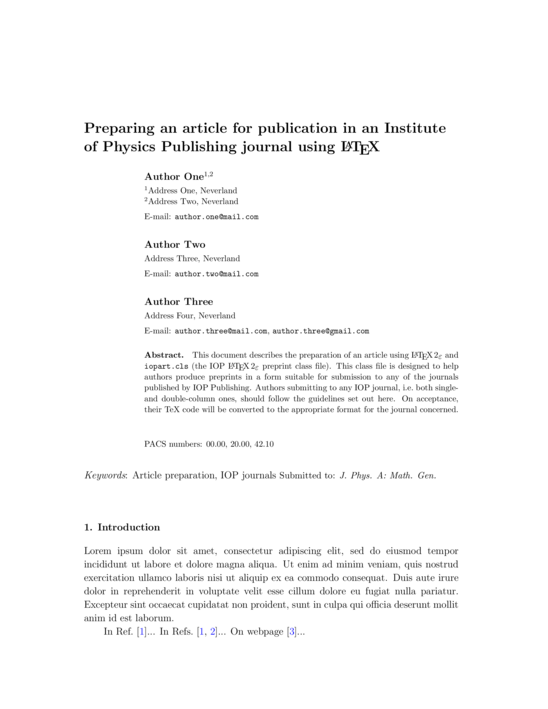 Preparing an article for publication in an Institute
of Physics Publishing journal using LATEX
Author One1,2
1Address One, Neverland
2Address Two, Neverland
E-mail: author.one@mail.com
Author Two
Address Three, Neverland
E-mail: author.two@mail.com
Author Three
Address Four, Neverland
E-mail: author.three@mail.com, author.three@gmail.com
Abstract. This document describes the preparation of an article using LATEX 2ε and
iopart.cls (the IOP LATEX 2ε preprint class file). This class file is designed to help
authors produce preprints in a form suitable for submission to any of the journals
published by IOP Publishing. Authors submitting to any IOP journal, i.e. both single-
and double-column ones, should follow the guidelines set out here. On acceptance,
their TeX code will be converted to the appropriate format for the journal concerned.
PACS numbers: 00.00, 20.00, 42.10
Keywords: Article preparation, IOP journals Submitted to: J. Phys. A: Math. Gen.
1. Introduction
Lorem ipsum dolor sit amet, consectetur adipiscing elit, sed do eiusmod tempor
incididunt ut labore et dolore magna aliqua. Ut enim ad minim veniam, quis nostrud
exercitation ullamco laboris nisi ut aliquip ex ea commodo consequat. Duis aute irure
dolor in reprehenderit in voluptate velit esse cillum dolore eu fugiat nulla pariatur.
Excepteur sint occaecat cupidatat non proident, sunt in culpa qui officia deserunt mollit
anim id est laborum.
In Ref. [1]... In Refs. [1, 2]... On webpage [3]...